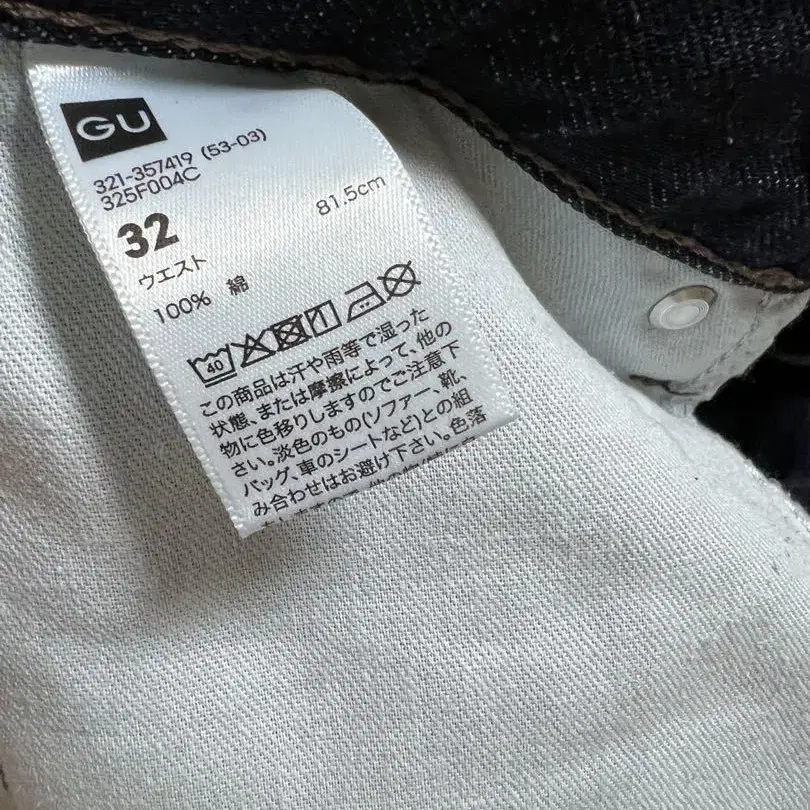 GU
321-357419 (53-03)
325F004C
32
81.5cm
ウエスト
100% 綿
40
この商品は汗や雨等で湿った
状態、または摩擦によって、他の
物に色移りしますのでご注意下
さい。淡色のもの(ソファー、靴、
バッグ、車のシートなど)との組
み合わせはお避け下さい。色落